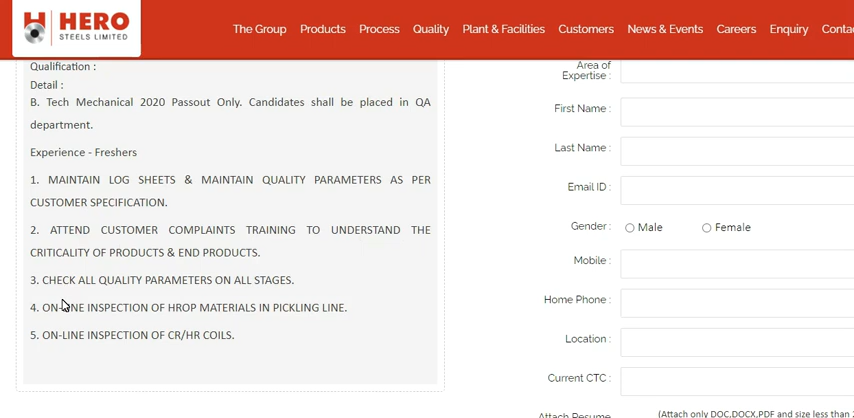 HERO
STEELS LIMITED
The Group Products Process Quality Plant & Facilities Customers News & Events Careers Enquiry
Qualification :
Detail :
B. Tech Mechanical 2020 Passout Only. Candidates shall be placed in QA
department.
Experience - Freshers
1. MAINTAIN LOG SHEETS & MAINTAIN QUALITY PARAMETERS AS PER
CUSTOMER SPECIFICATION.
2. ATTEND CUSTOMER COMPLAINTS TRAINING TO UNDERSTAND THE
CRITICALITY OF PRODUCTS & END PRODUCTS.
3. CHECK ALL QUALITY PARAMETERS ON ALL STAGES.
4. ON-LINE INSPECTION OF HROP MATERIALS IN PICKLING LINE.
5. ON-LINE INSPECTION OF CR/HR COILS.
Area of
Expertise :
First Name :
Last Name :
Email ID :
Gender : Male Female
Mobile :
Home Phone :
Location :
Current CTC :
Attach Resume (Attach only DOC,DOCX,PDF and size less than